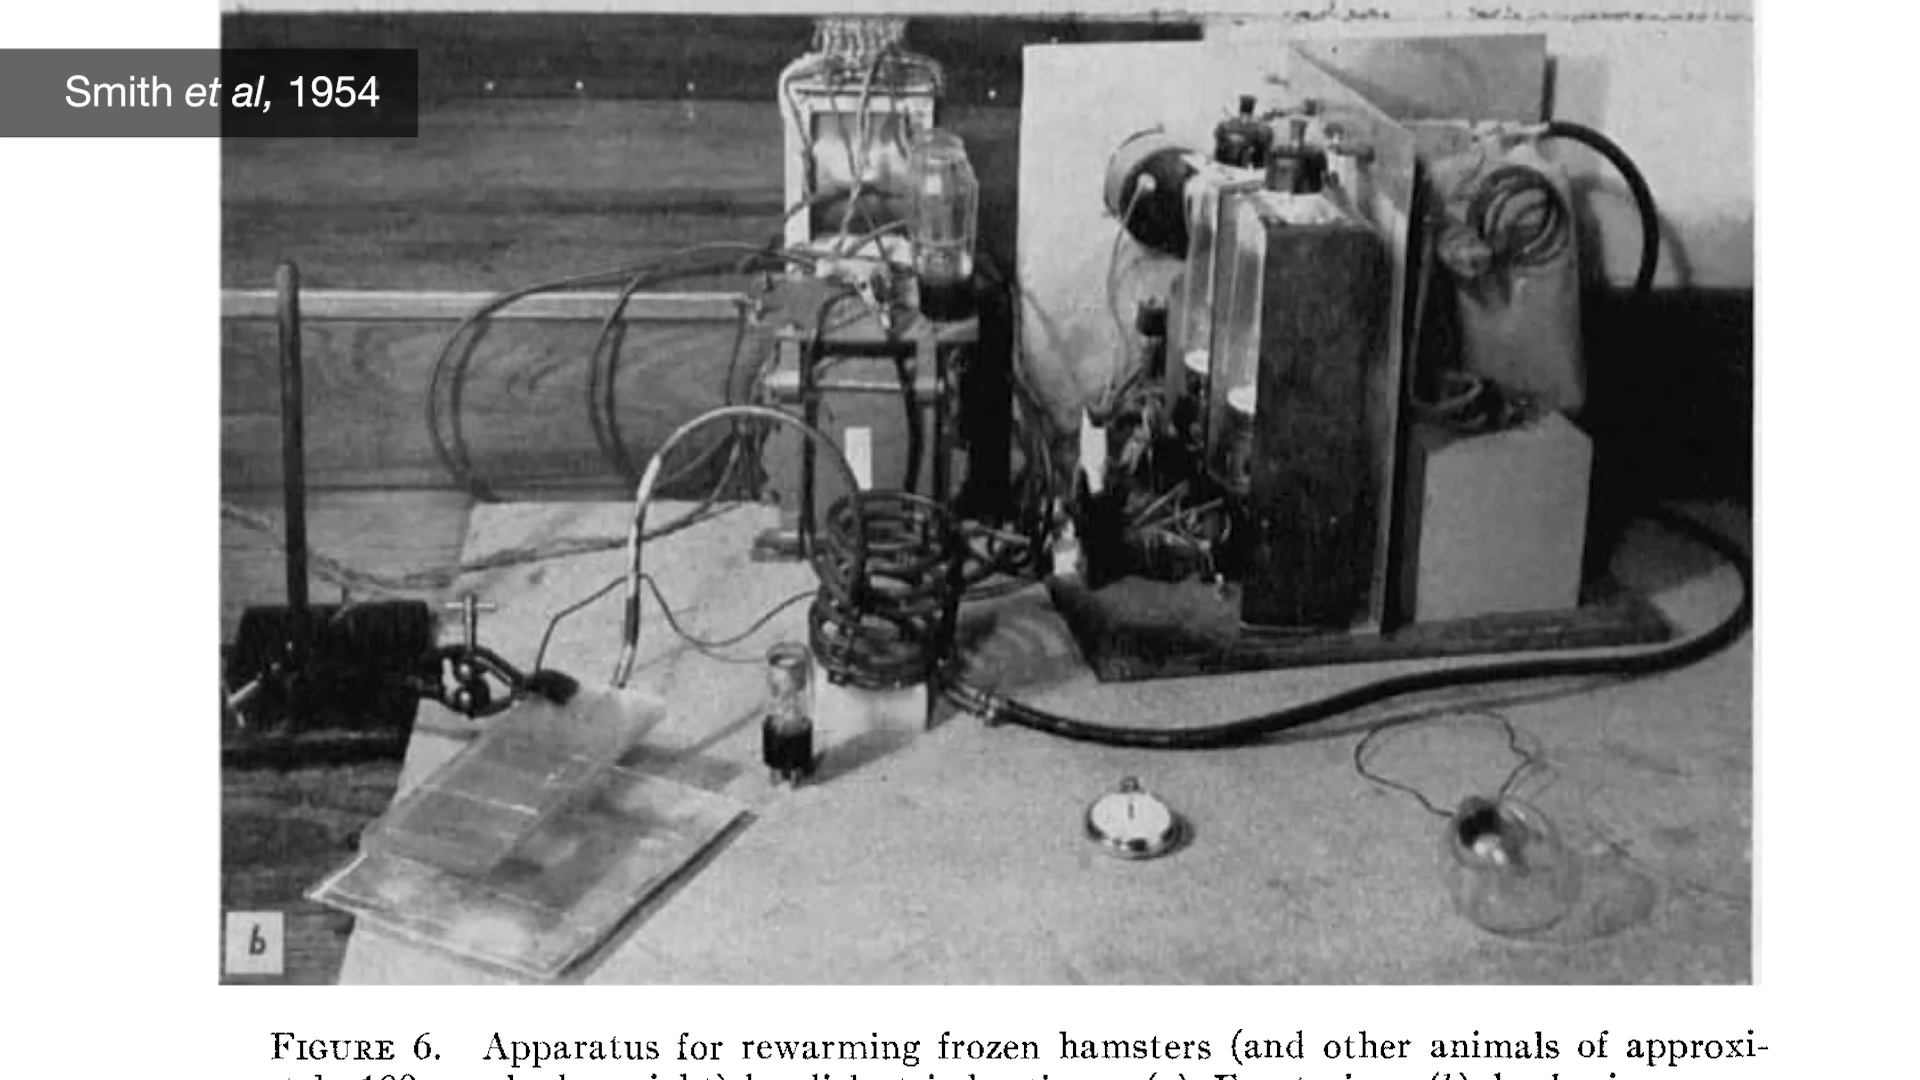 Smith et al, 1954
b
FIGURE 6. Apparatus for rewarming frozen hamsters (and other animals of approxi-